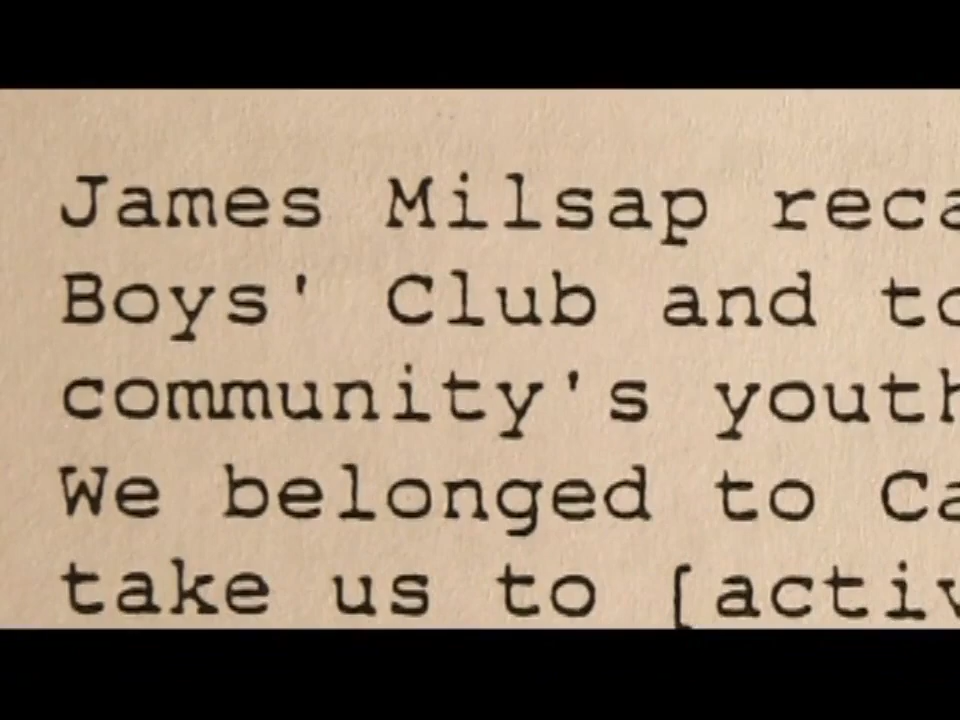 James Milsap reca
Boys' Club and to
community's youth
We belonged to Ca
take us to [activ